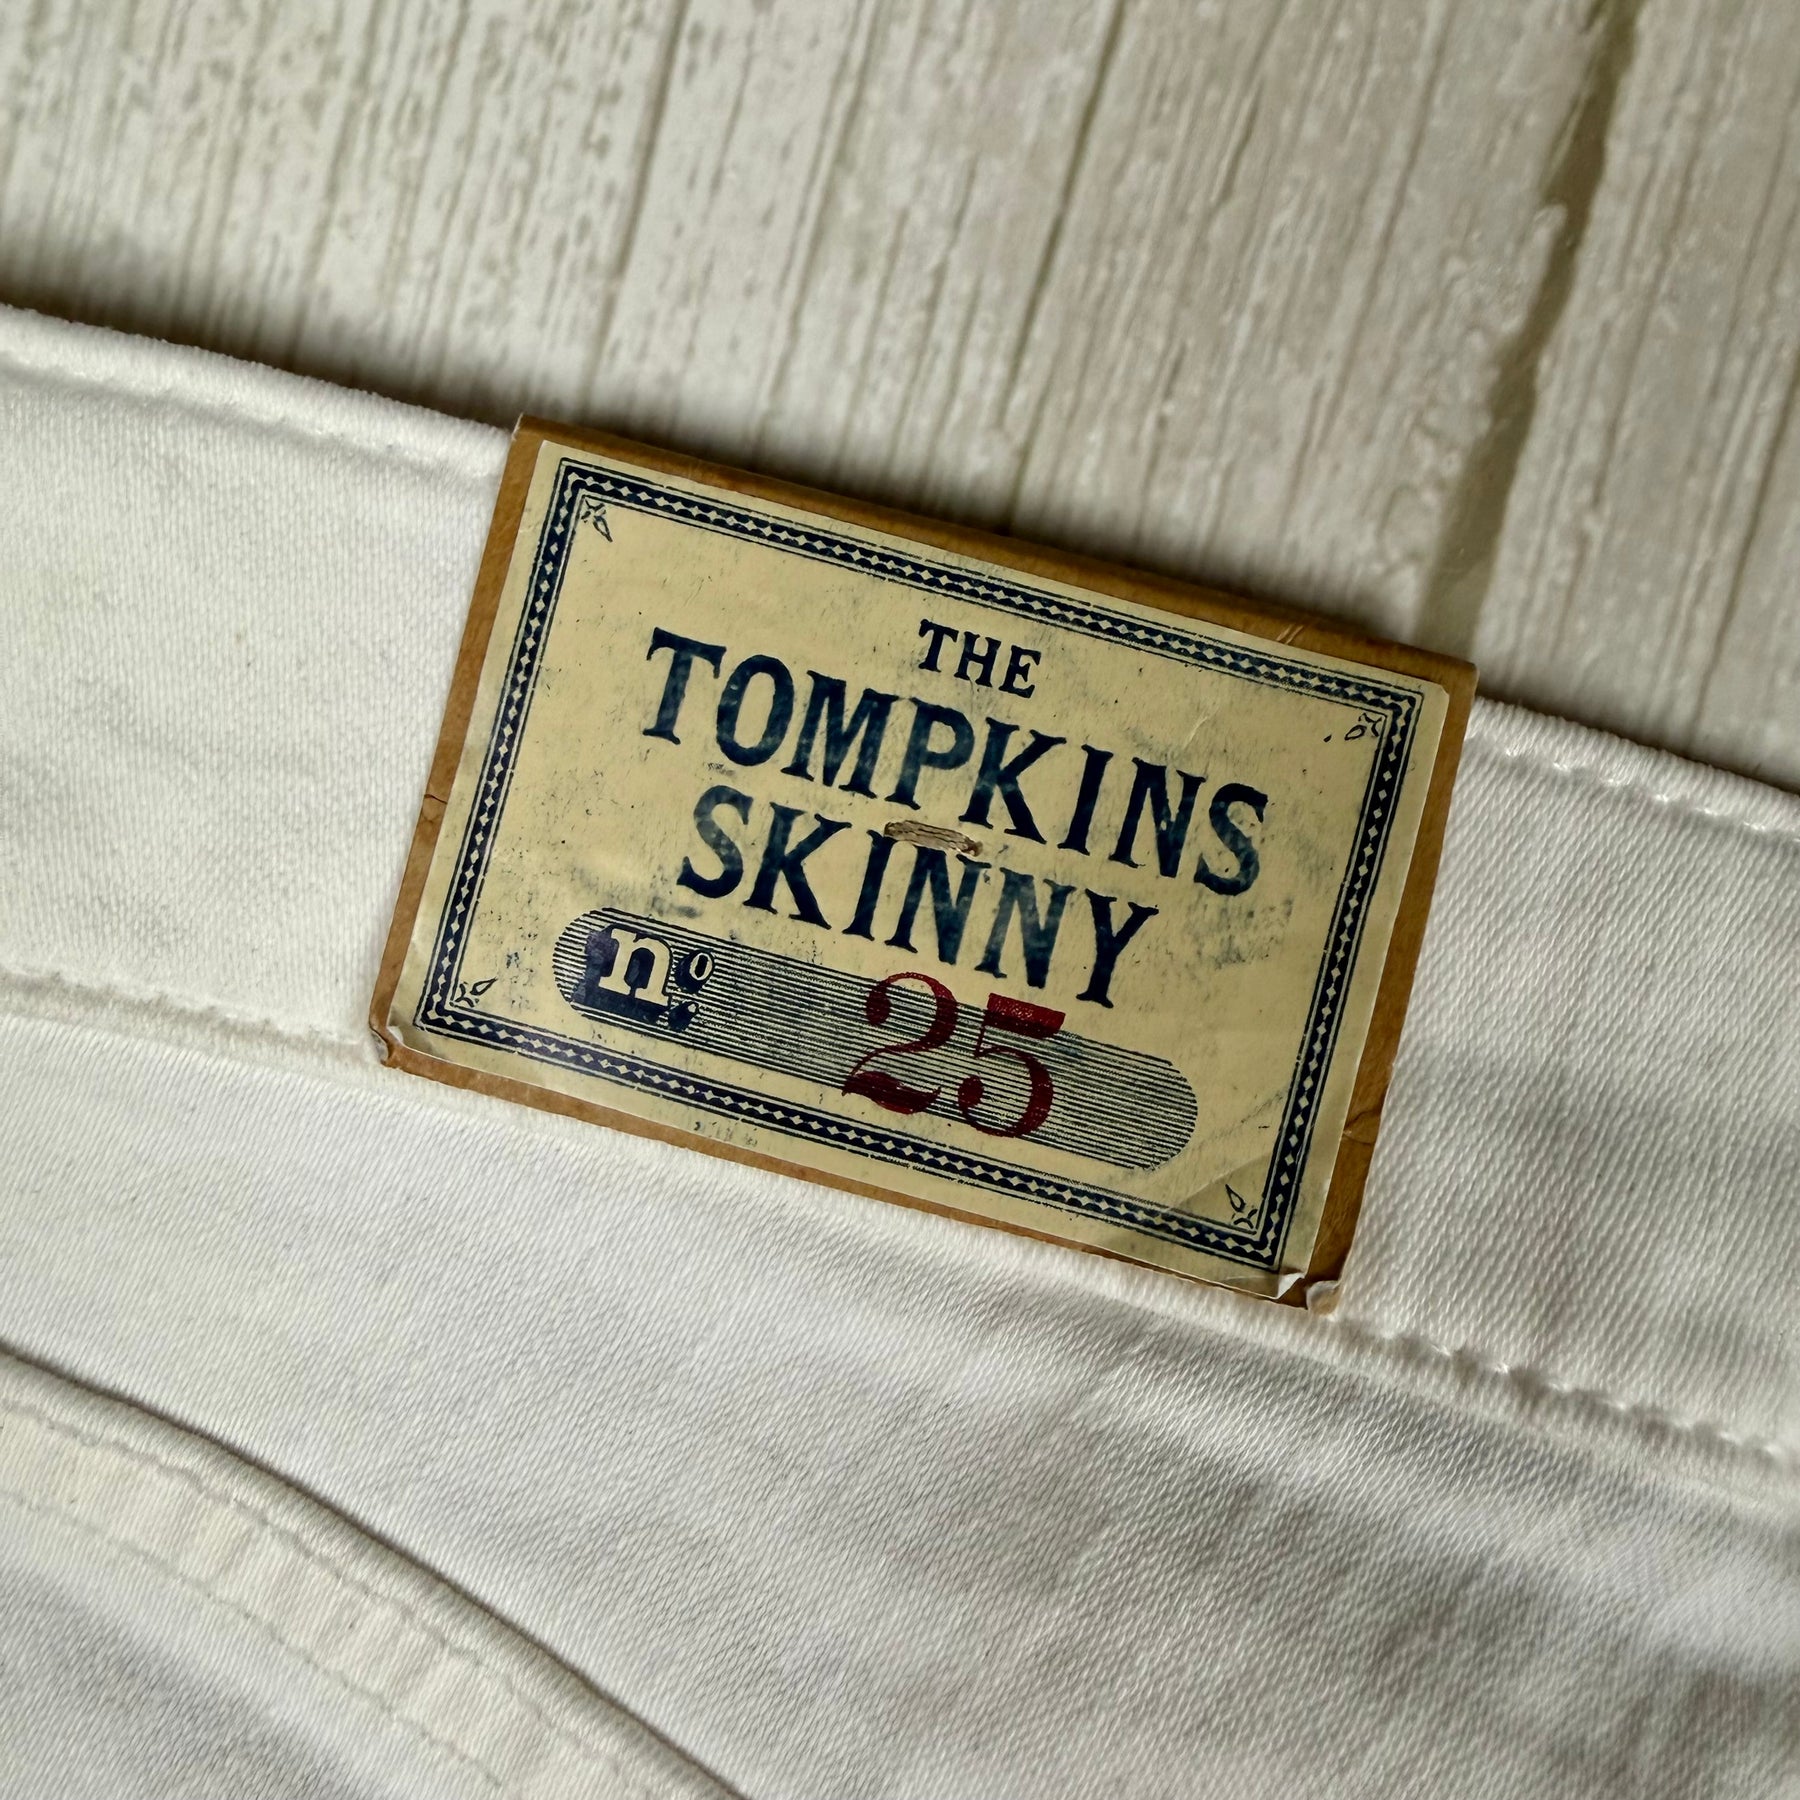 THE
TOMPKINS
SKINNY
nº 25